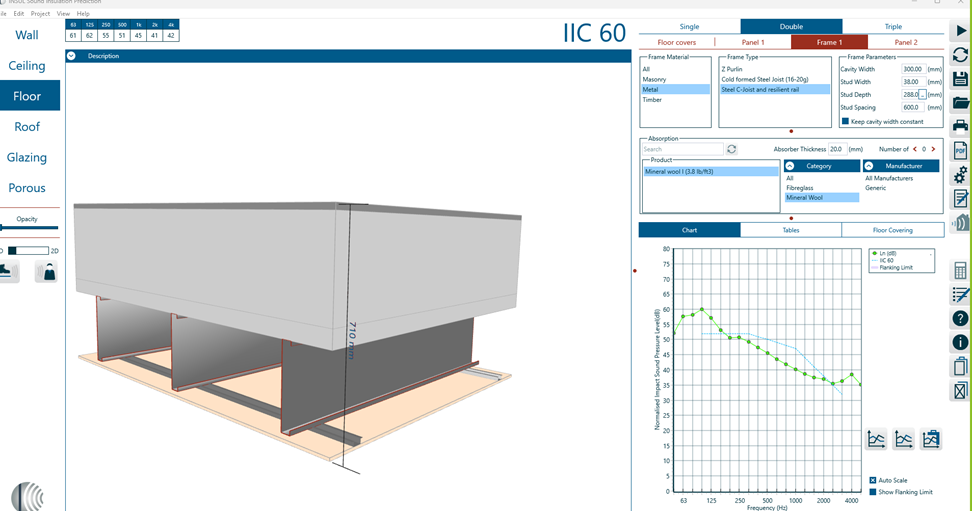 INSUL Sound Insulation Prediction
ile Edit Project View Help
Wall
Ceiling
Floor
Roof
Glazing
Porous
Opacity
D 2D
63 125 250 500 1k 2k 4k
61 62 55 51 45 41 42
IIC 60
Description
710 mm
Single Double Triple
Floor covers Panel 1 Frame 1 Panel 2
Frame Material
All
Masonry
Metal
Timber
Frame Type
Z Purlin
Cold formed Steel Joist (16-20g)
Steel C-Joist and resilient rail
Frame Parameters
Cavity Width 300.00 (mm)
Stud Width 38.00 (mm)
Stud Depth 288.0 .. (mm)
Stud Spacing 600.0 (mm)
Keep cavity width constant
Absorption
Search
Absorber Thickness 20.0 (mm) Number of < 0 >
Product
Mineral wool I (3.8 lb/ft3)
Category
All
Fibreglass
Mineral Wool
Manufacturer
All Manufacturers
Generic
Chart Tables Floor Covering
Normalised Impact Sound Pressure Level(dB)
80
75
70
65
60
55
50
45
40
35
30
25
20
15
10
5
0
63 125 250 500 1000 2000 4000
Frequency (Hz)
Ln (dB)
IIC 60
Flanking Limit
Auto Scale
Show Flanking Limit
PDF
?
i